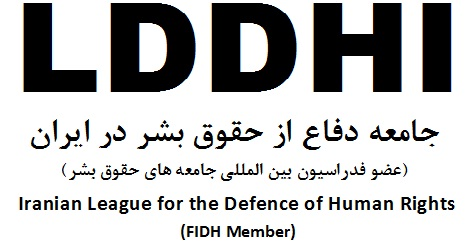 LDDHI
جامعه دفاع از حقوق بشر در ایران
(عضو فدراسیون بین المللی جامعه های حقوق بشر)
Iranian League for the Defence of Human Rights
(FIDH Member)